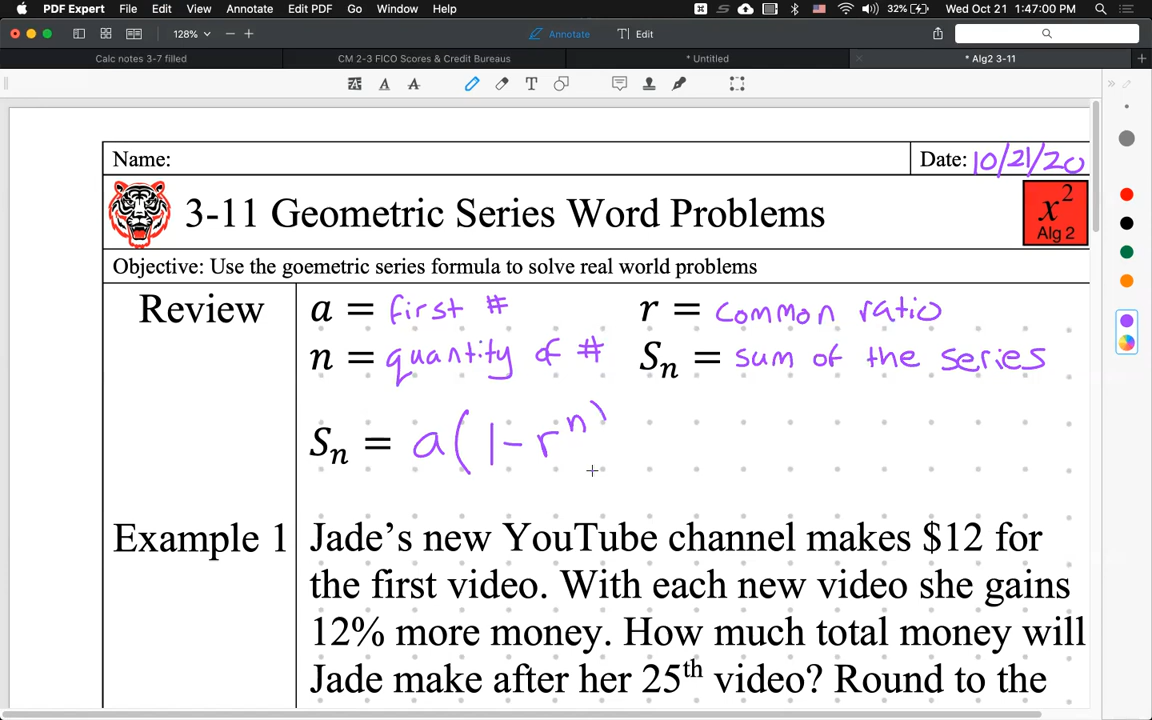 PDF Expert File Edit View Annotate Edit PDF Go Window Help 32% Wed Oct 21 1:47:00 PM
128% Annotate Edit
Calc notes 3-7 filled CM 2-3 FICO Scores & Credit Bureaus * Untitled * Alg2 3-11
Name: Date: 10/21/20
3-11 Geometric Series Word Problems x² Alg 2
Objective: Use the goemetric series formula to solve real world problems
Review a = first # r = common ratio
n = quantity of # Sₙ = sum of the series
Sₙ = a(1-rⁿ)
Example 1 Jade’s new YouTube channel makes $12 for
the first video. With each new video she gains
12% more money. How much total money will
Jade make after her 25th video? Round to the